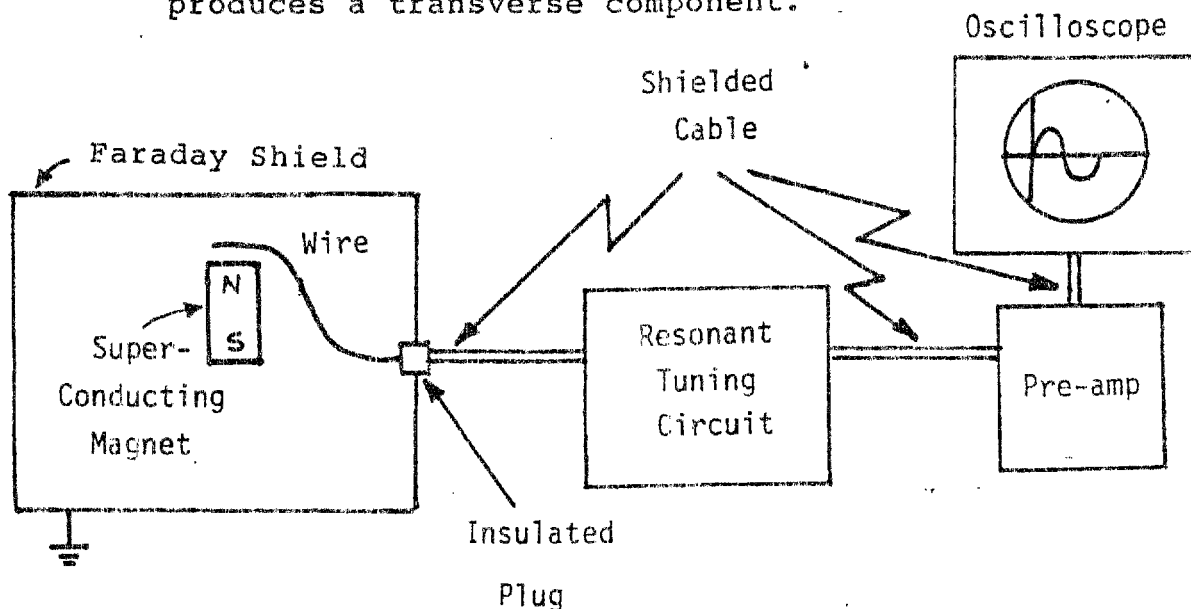 produces a transverse component.
Oscilloscope
Shielded
Cable
Faraday Shield
Wire
N
S
Super-
Conducting
Magnet
Resonant
Tuning
Circuit
Pre-amp
Insulated
Plug